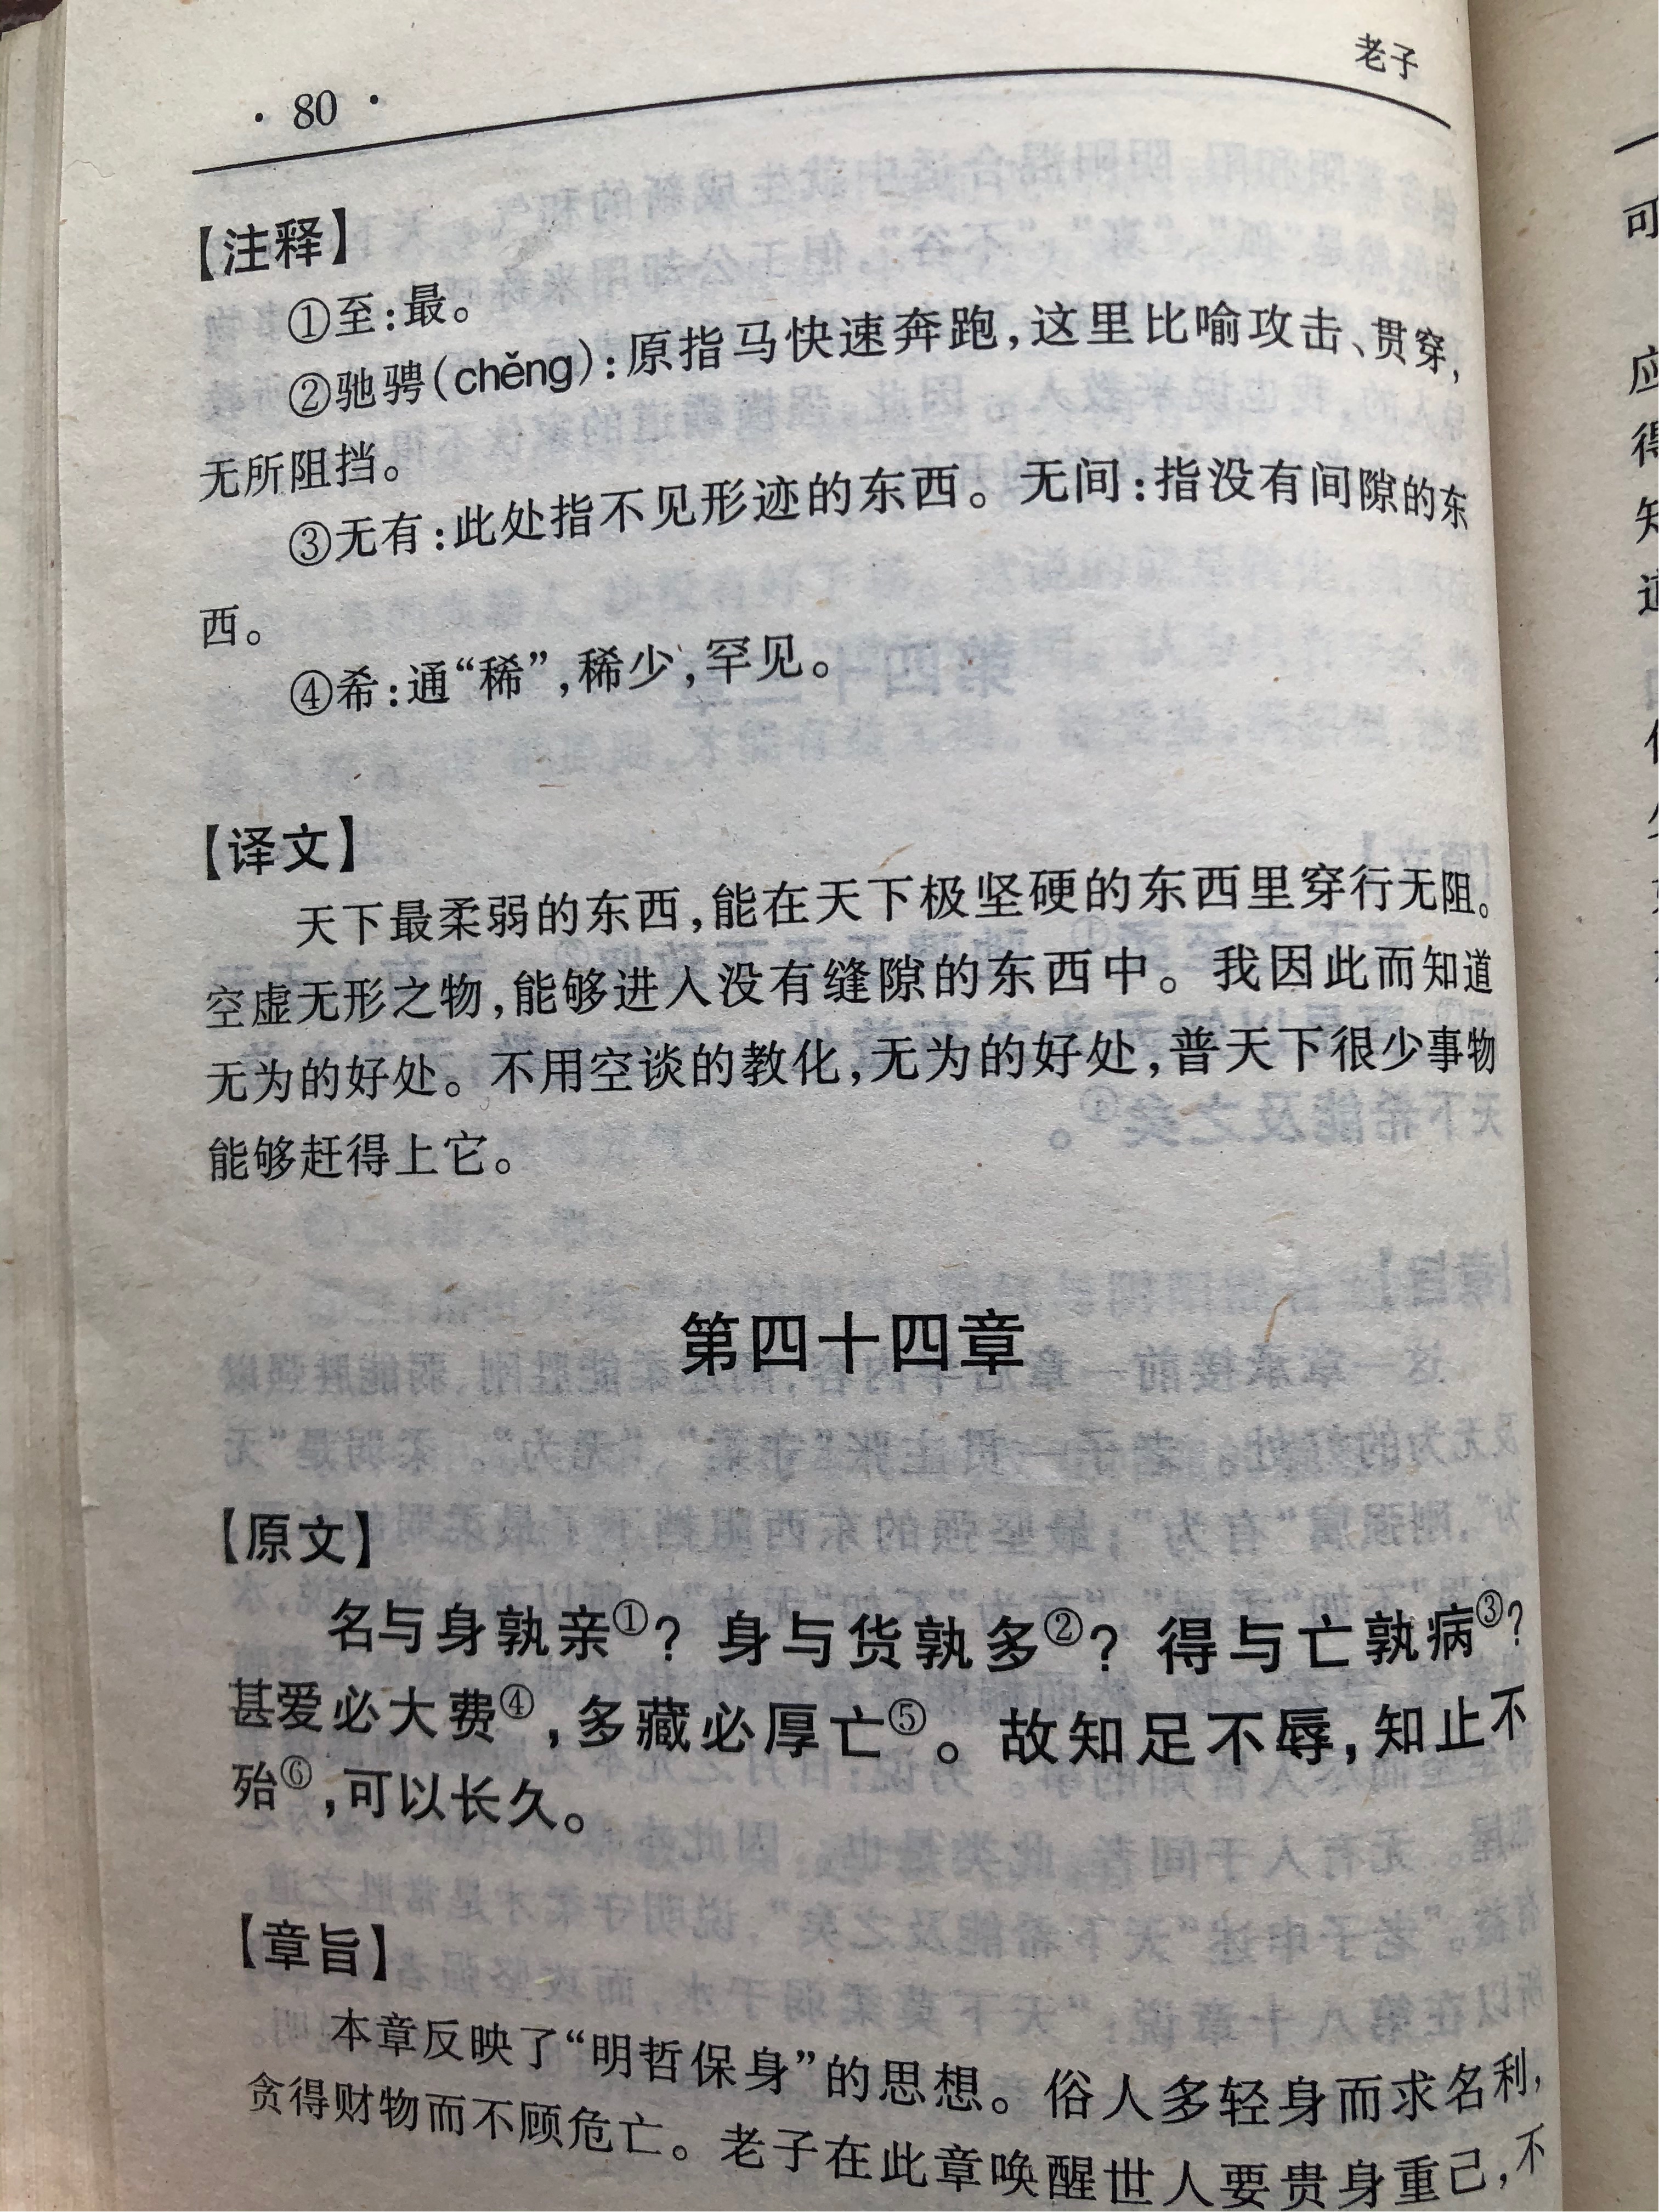 · 80 ·
老子
【注释】
①至:最。
②驰骋(chěng):原指马快速奔跑,这里比喻攻击、贯穿,
无所阻挡。
③无有:此处指不见形迹的东西。无间:指没有间隙的东
西。
④希:通“稀”,稀少,罕见。
【译文】
天下最柔弱的东西,能在天下极坚硬的东西里穿行无阻。
空虚无形之物,能够进人没有缝隙的东西中。我因此而知道
无为的好处。不用空谈的教化,无为的好处,普天下很少事物
能够赶得上它。
第四十四章
【原文】
名与身孰亲①?身与货孰多②?得与亡孰病③?
甚爱必大费④,多藏必厚亡⑤。故知足不辱,知止不
殆⑥,可以长久。
【章旨】
本章反映了“明哲保身”的思想。俗人多轻身而求名利,
贪得财物而不顾危亡。老子在此章唤醒世人要贵身重己,不
可
应
得
知